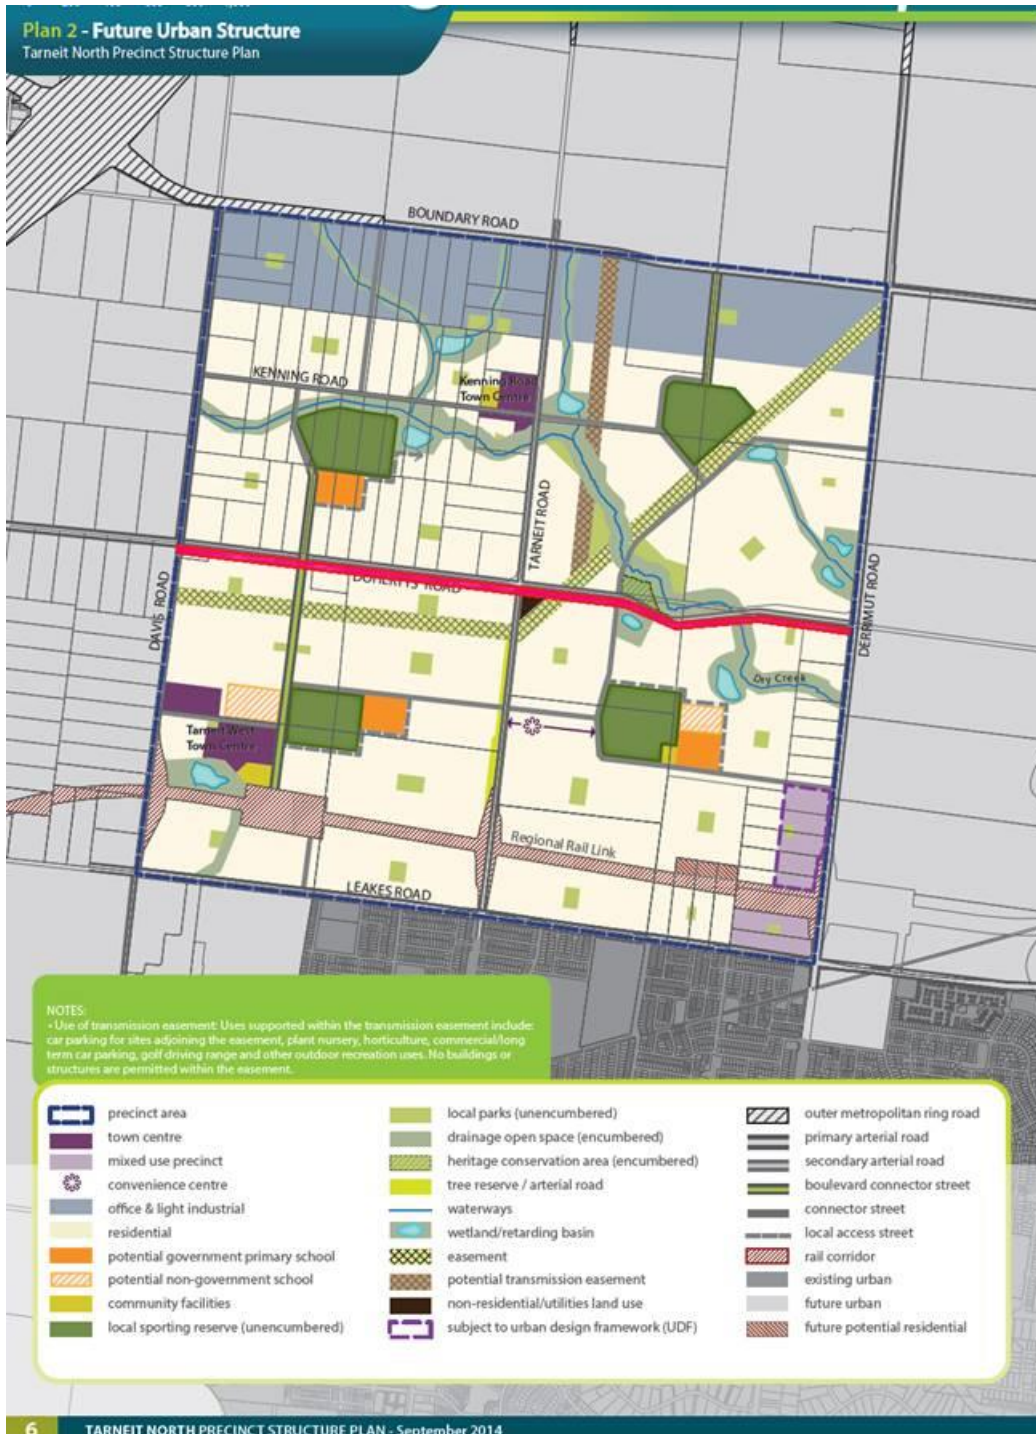 Plan 2 - Future Urban Structure
Tarneit North Precinct Structure Plan
BOUNDARY ROAD
KENNING ROAD
Kenning Road
Town Centre
TARNEIT ROAD
DOHERTYS ROAD
DAVIS ROAD
DERRIMUT ROAD
Dry Creek
Tarneit West
Town Centre
Regional Rail Link
LEAKES ROAD
NOTES:
• Use of transmission easement: Uses supported within the transmission easement include:
car parking for sites adjoining the easement, plant nursery, horticulture, commercial/long
term car parking, golf driving range and other outdoor recreation uses. No buildings or
structures are permitted within the easement.
precinct area
town centre
mixed use precinct
convenience centre
office & light industrial
residential
potential government primary school
potential non-government school
community facilities
local sporting reserve (unencumbered)
local parks (unencumbered)
drainage open space (encumbered)
heritage conservation area (encumbered)
tree reserve / arterial road
waterways
wetland/retarding basin
easement
potential transmission easement
non-residential/utilities land use
subject to urban design framework (UDF)
outer metropolitan ring road
primary arterial road
secondary arterial road
boulevard connector street
connector street
local access street
rail corridor
existing urban
future urban
future potential residential
6 TARNEIT NORTH PRECINCT STRUCTURE PLAN - September 2014